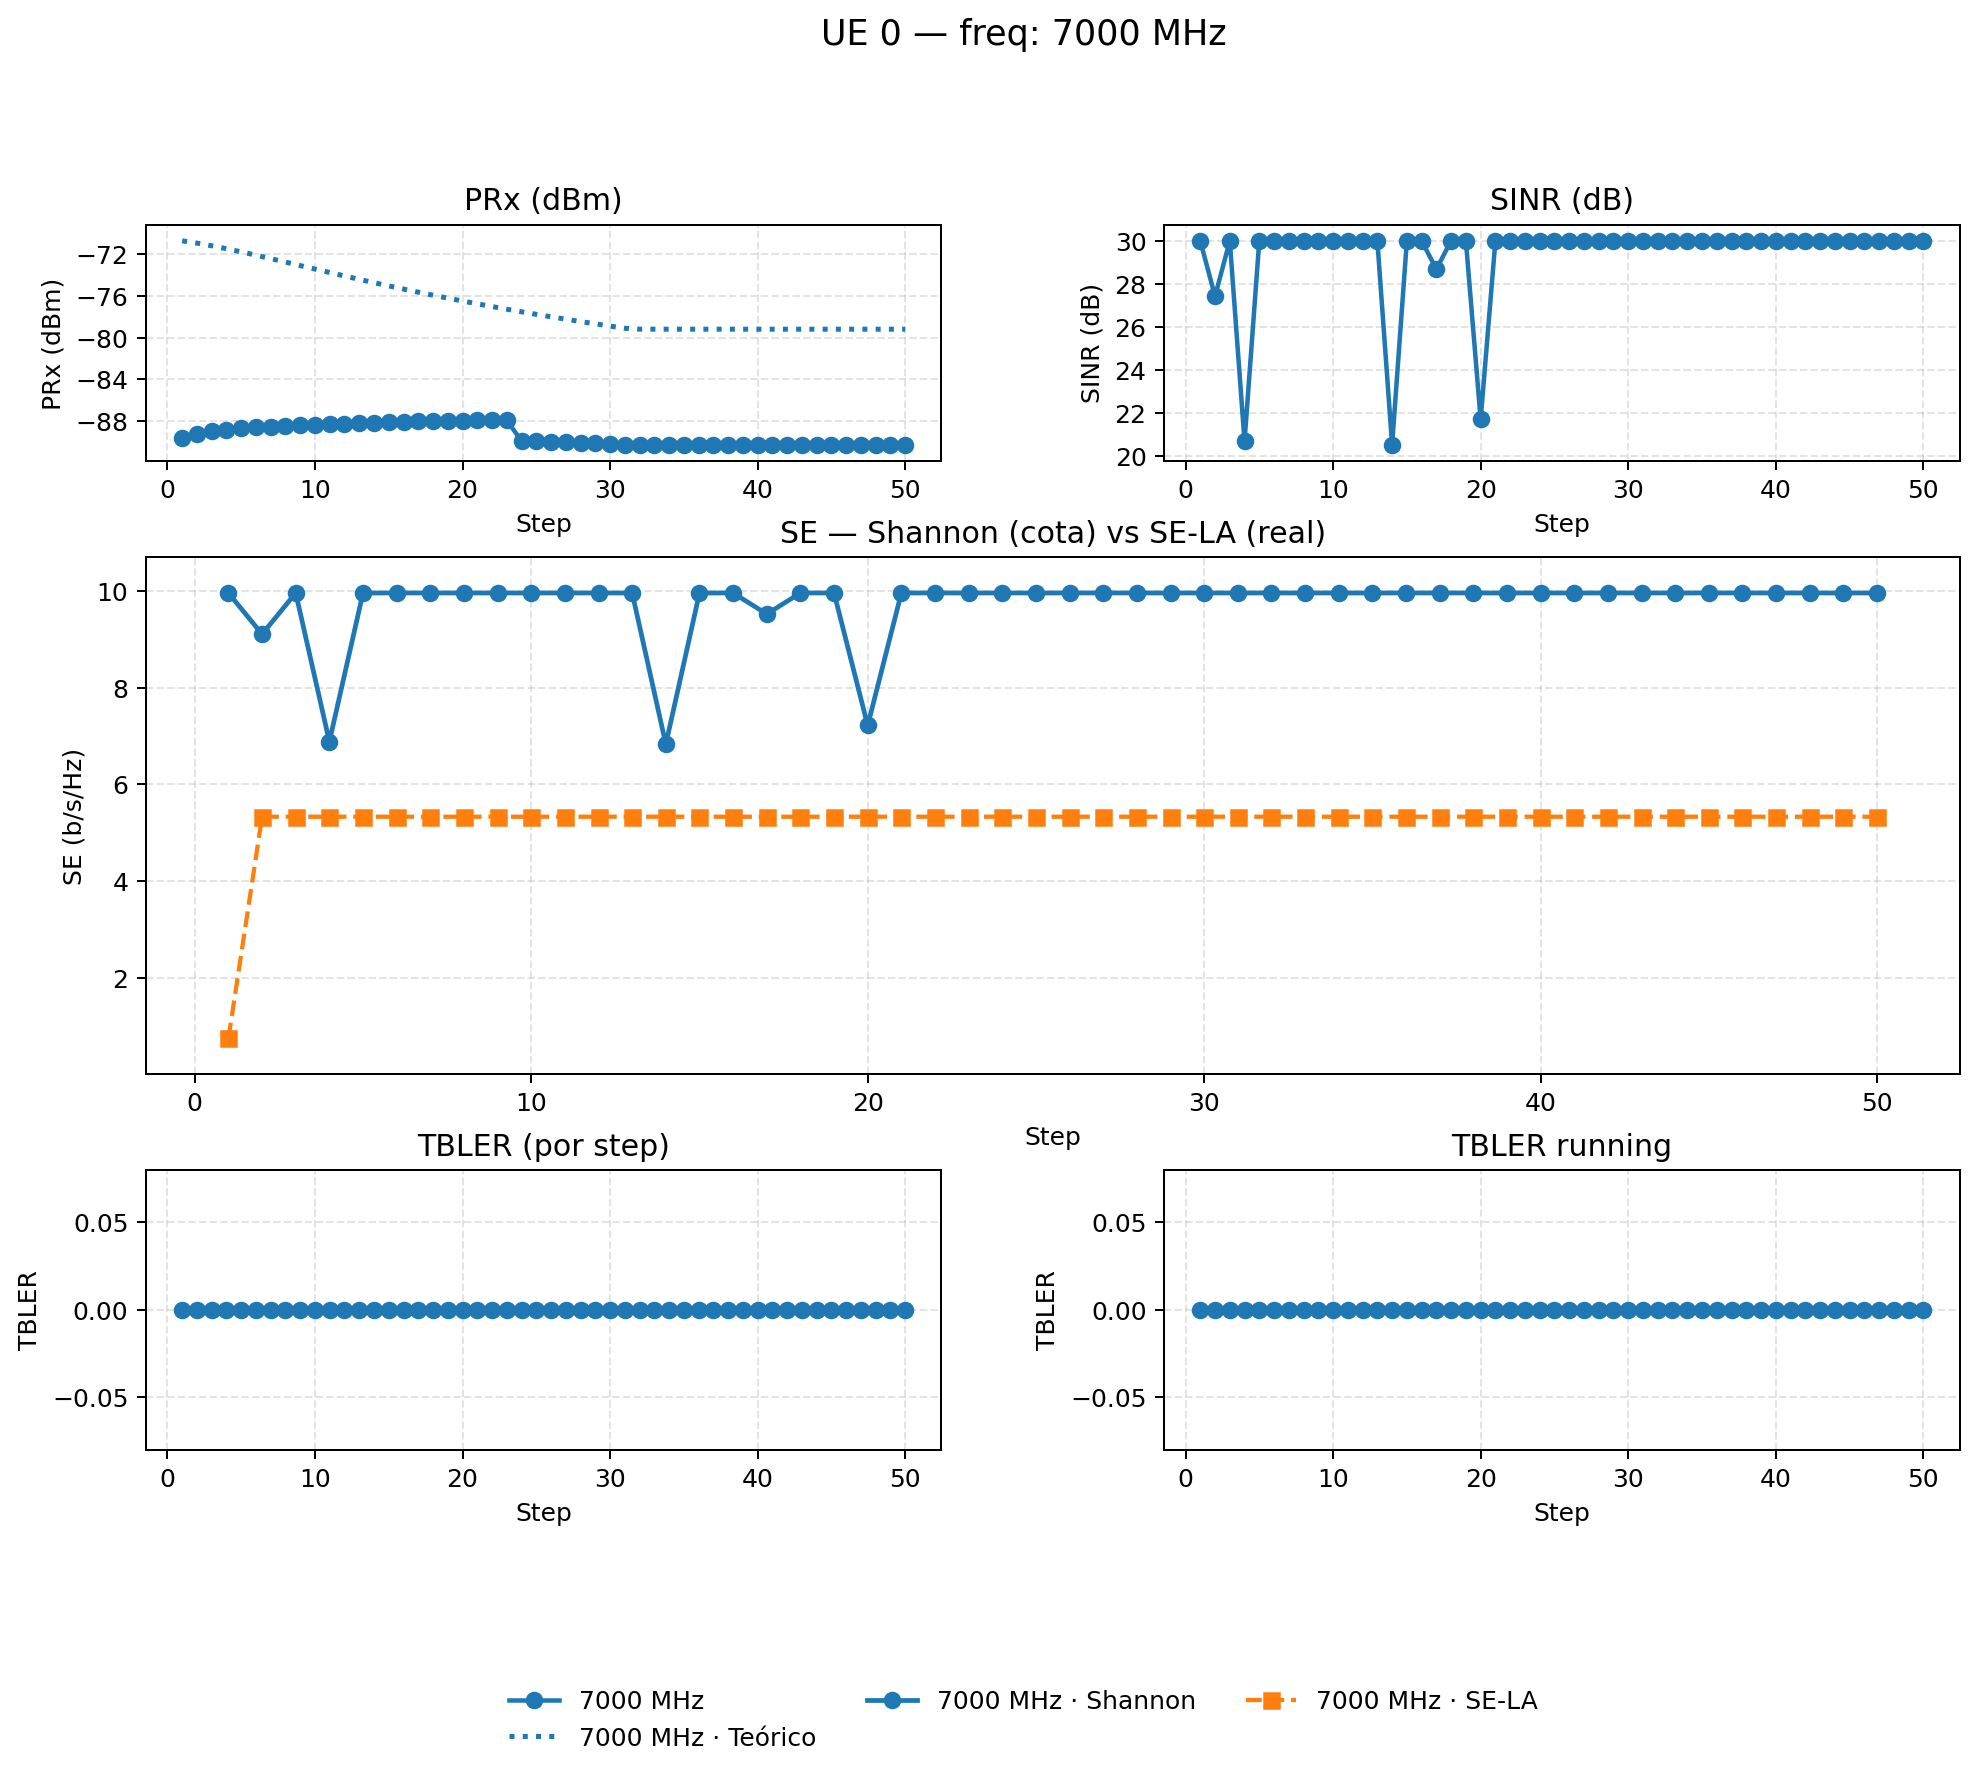 UE 0 — freq: 7000 MHz
PRx (dBm)
PRx (dBm)
−72
−76
−80
−84
−88
0 10 20 30 40 50
Step
SINR (dB)
SINR (dB)
30
28
26
24
22
20
0 10 20 30 40 50
Step
SE — Shannon (cota) vs SE-LA (real)
SE (b/s/Hz)
10
8
6
4
2
0 10 20 30 40 50
Step
TBLER (por step)
TBLER
0.05
0.00
−0.05
0 10 20 30 40 50
Step
TBLER running
TBLER
0.05
0.00
−0.05
0 10 20 30 40 50
Step
7000 MHz
7000 MHz · Teórico
7000 MHz · Shannon
7000 MHz · SE-LA